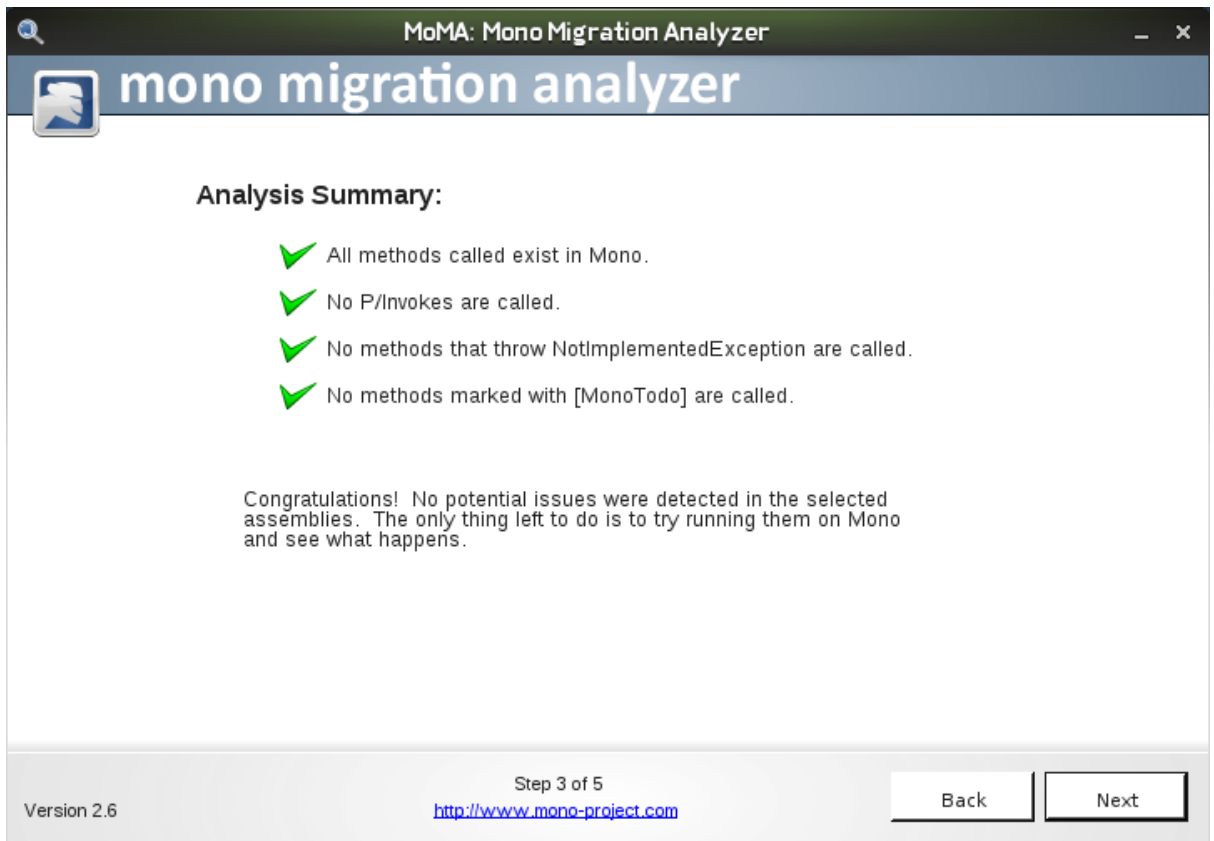 MoMA: Mono Migration Analyzer
mono migration analyzer
Analysis Summary:
All methods called exist in Mono.
No P/Invokes are called.
No methods that throw NotImplementedException are called.
No methods marked with [MonoTodo] are called.
Congratulations!  No potential issues were detected in the selected
assemblies.  The only thing left to do is to try running them on Mono
and see what happens.
Version 2.6
Step 3 of 5
http://www.mono-project.com
Back
Next